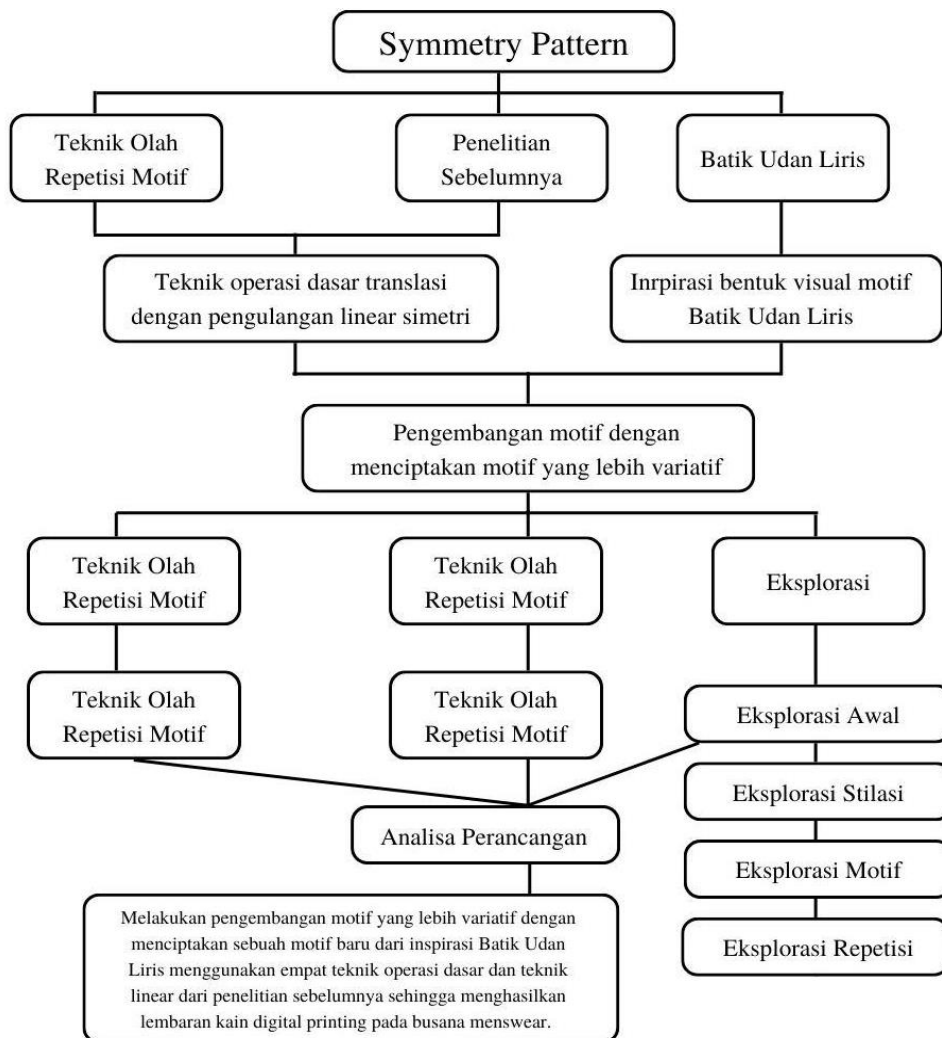 Symmetry Pattern
Teknik Olah
Repetisi Motif
Penelitian
Sebelumnya
Batik Udan Liris
Teknik operasi dasar translasi
dengan pengulangan linear simetri
Inrpirasi bentuk visual motif
Batik Udan Liris
Pengembangan motif dengan
menciptakan motif yang lebih variatif
Teknik Olah
Repetisi Motif
Teknik Olah
Repetisi Motif
Eksplorasi
Teknik Olah
Repetisi Motif
Teknik Olah
Repetisi Motif
Eksplorasi Awal
Eksplorasi Stilasi
Eksplorasi Motif
Eksplorasi Repetisi
Analisa Perancangan
Melakukan pengembangan motif yang lebih variatif dengan
menciptakan sebuah motif baru dari inspirasi Batik Udan
Liris menggunakan empat teknik operasi dasar dan teknik
linear dari penelitian sebelumnya sehingga menghasilkan
lembaran kain digital printing pada busana menswear.